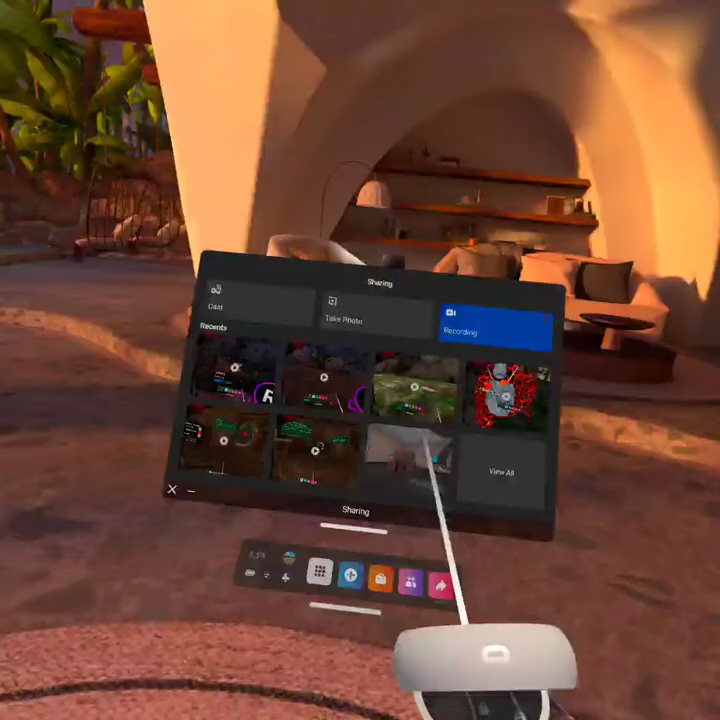 Sharing
Cast
Take Photo
Recording
Recents
View All
Sharing